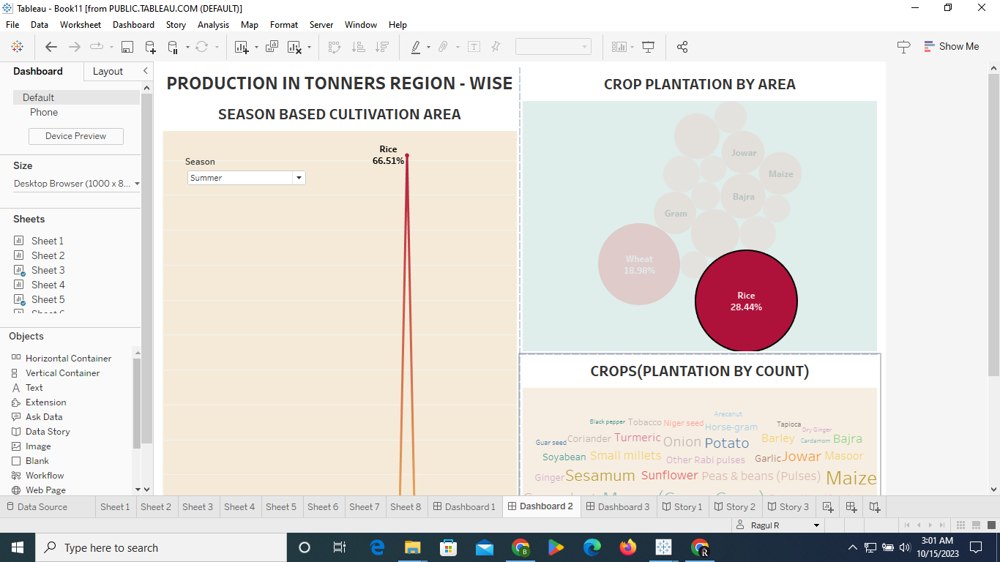 Tableau - Book11 [from PUBLIC.TABLEAU.COM (DEFAULT)]
File Data Worksheet Dashboard Story Analysis Map Format Server Window Help
Show Me
Dashboard Layout
Default
Phone
Device Preview
Size
Desktop Browser (1000 x 8...
Sheets
Sheet 1
Sheet 2
Sheet 3
Sheet 4
Sheet 5
Objects
Horizontal Container
Vertical Container
Text
Extension
Ask Data
Data Story
Image
Blank
Workflow
Web Page
PRODUCTION IN TONNERS REGION - WISE
SEASON BASED CULTIVATION AREA
Season
Summer
Rice
66.51%
CROP PLANTATION BY AREA
Jowar
Maize
Bajra
Gram
Wheat
18.98%
Rice
28.44%
CROPS(PLANTATION BY COUNT)
Arecanut
Black pepper Tobacco Niger seed Horse-gram Tapioca Dry Ginger
Guar seed Coriander Turmeric Onion Potato Barley Cardamom Bajra
Soyabean Small millets Other Rabi pulses Garlic Jowar Masoor
Ginger Sesamum Sunflower Peas & beans (Pulses) Maize
Data Source Sheet 1 Sheet 2 Sheet 3 Sheet 4 Sheet 5 Sheet 6 Sheet 7 Sheet 8 Dashboard 1 Dashboard 2 Dashboard 3 Story 1 Story 2 Story 3
Ragul R
Type here to search
B
R
3:01 AM
10/15/2023